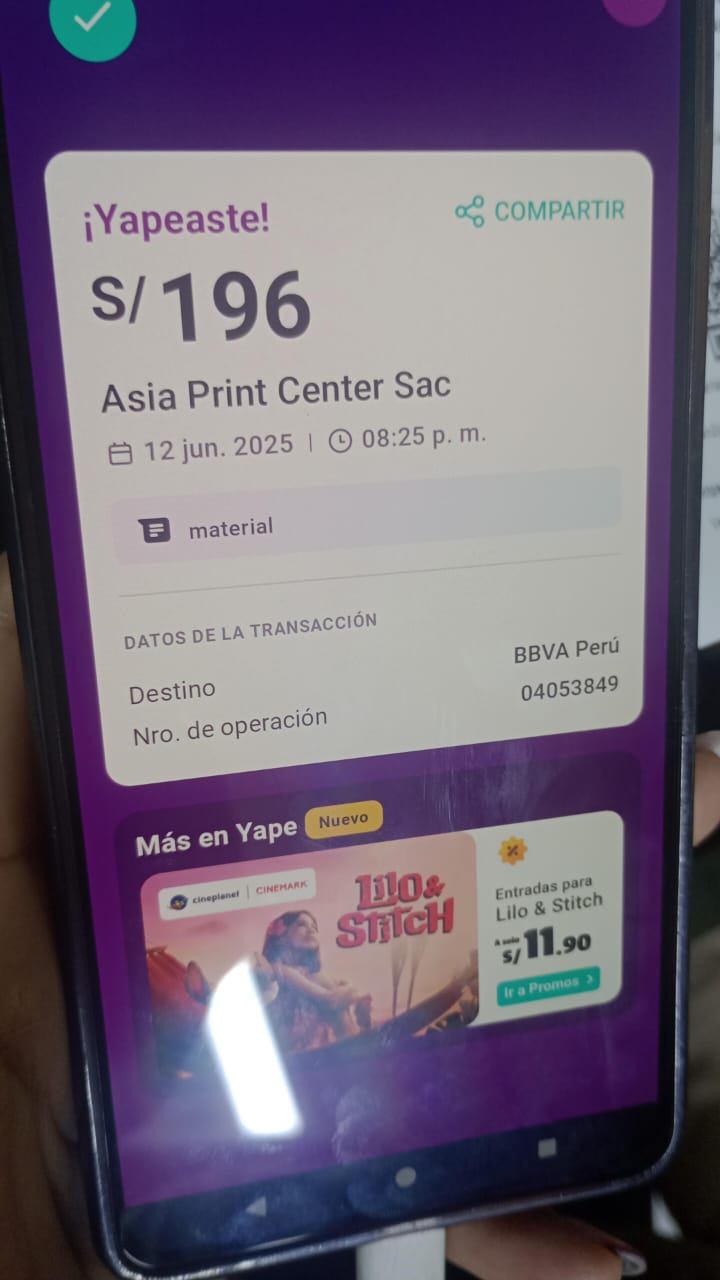 ¡Yapeaste!
COMPARTIR
S/ 196
Asia Print Center Sac
12 jun. 2025 | 08:25 p. m.
material
DATOS DE LA TRANSACCIÓN
Destino BBVA Perú
Nro. de operación 04053849
Más en Yape Nuevo
cineplanet | CINEMARK
Lilo & Stitch
Entradas para
Lilo & Stitch
A solo
S/ 11.90
Ir a Promos >